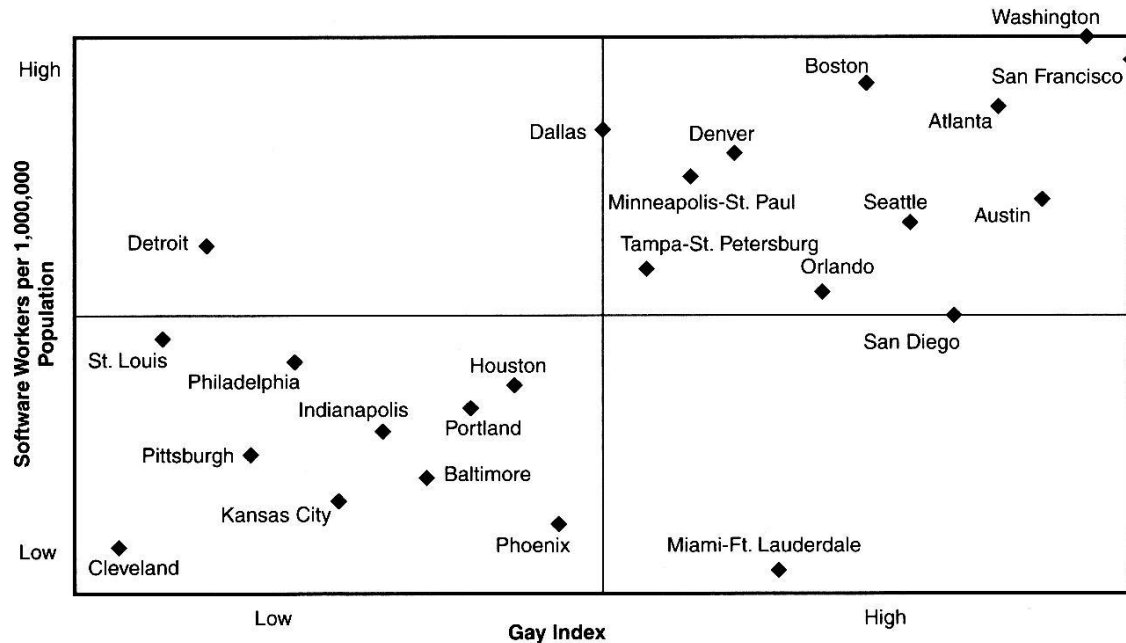 Washington
High
Boston
San Francisco
Atlanta
Dallas
Denver
Minneapolis-St. Paul
Seattle
Austin
Detroit
Tampa-St. Petersburg
Orlando
Software Workers per 1,000,000
Population
San Diego
St. Louis
Philadelphia
Houston
Indianapolis
Portland
Pittsburgh
Baltimore
Kansas City
Low
Cleveland
Phoenix
Miami-Ft. Lauderdale
Low
High
Gay Index